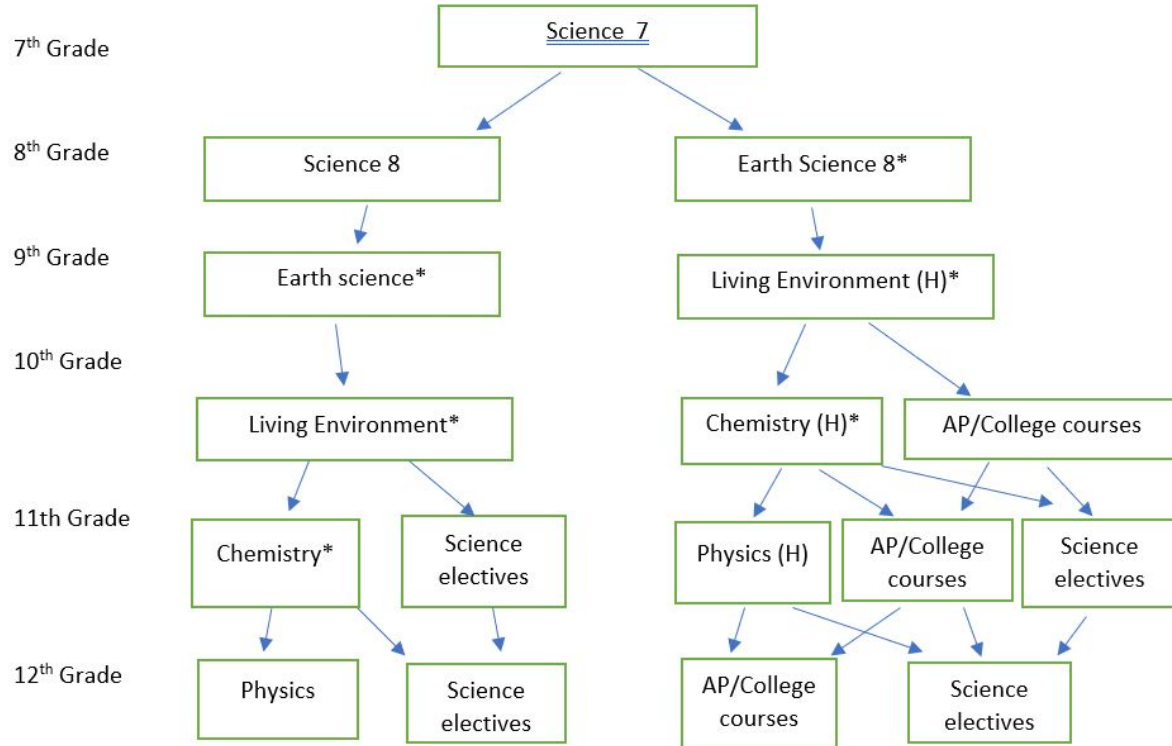 7th Grade
Science 7
8th Grade
Science 8
Earth Science 8*
9th Grade
Earth science*
Living Environment (H)*
10th Grade
Living Environment*
Chemistry (H)*
AP/College courses
11th Grade
Chemistry*
Science
electives
Physics (H)
AP/College
courses
Science
electives
12th Grade
Physics
Science
electives
AP/College
courses
Science
electives